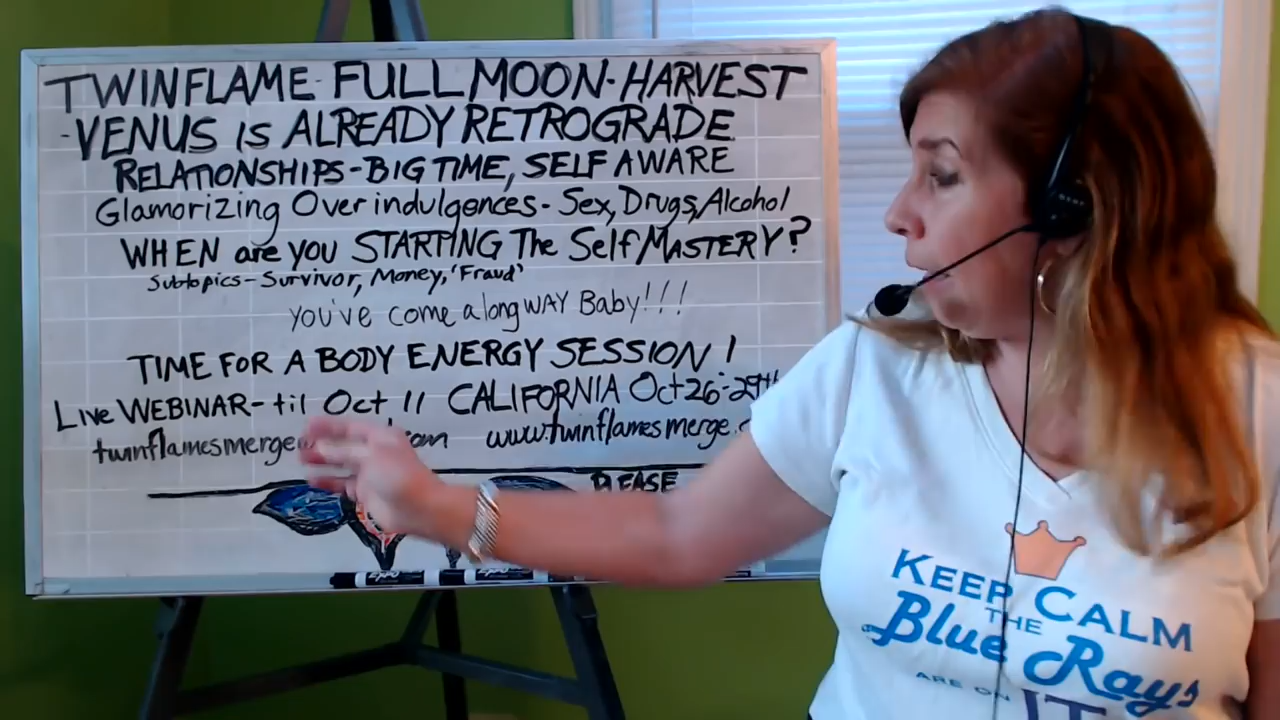 TWINFLAME-FULL MOON-HARVEST
-VENUS IS ALREADY RETROGRADE
RELATIONSHIPS-BIG TIME, SELF AWARE
Glamorizing Over indulgences- Sex, Drugs, Alcohol
WHEN are you STARTING The Self MASTERY?
Subtopics- Survivor, Money, 'Fraud'
you've come a long WAY Baby!!!
TIME FOR A BODY ENERGY SESSION!
Live WEBINAR- til Oct 11 CALIFORNIA Oct 26-29th
www.twinflamesmerge.c
PLEASE
EXPO
KEEP CALM
THE
Blue Rays
ARE ON
IT